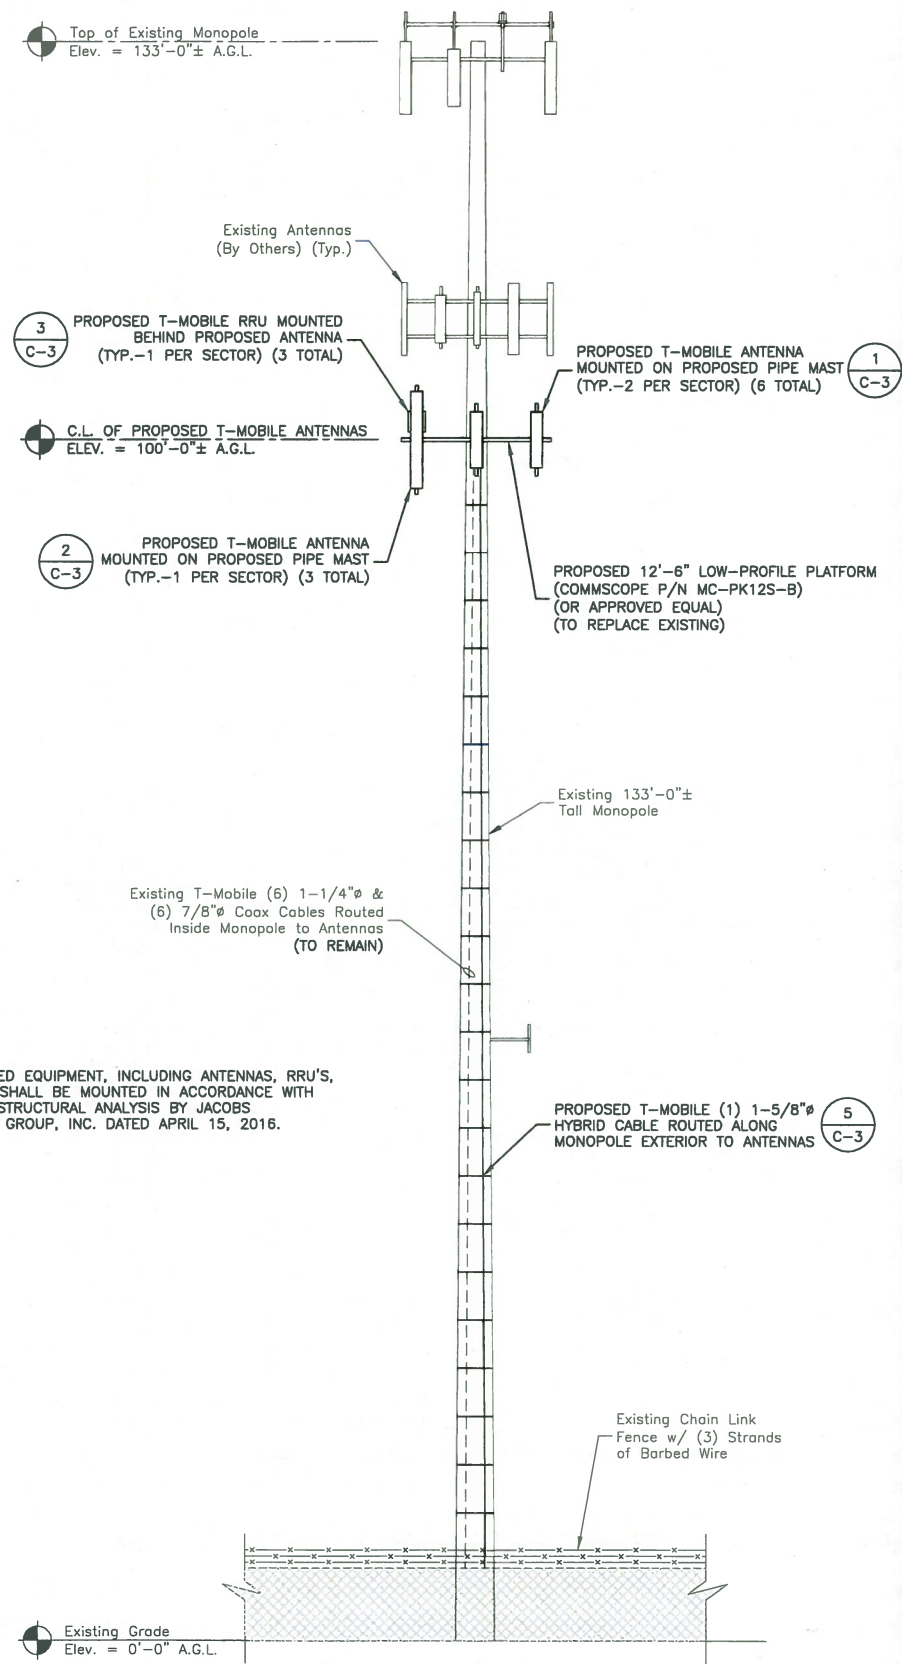 Top of Existing Monopole
Elev. = 133'-0"± A.G.L.
Existing Antennas
(By Others) (Typ.)
3
C-3
PROPOSED T-MOBILE RRU MOUNTED
BEHIND PROPOSED ANTENNA
(TYP.-1 PER SECTOR) (3 TOTAL)
PROPOSED T-MOBILE ANTENNA
MOUNTED ON PROPOSED PIPE MAST
(TYP.-2 PER SECTOR) (6 TOTAL)
1
C-3
C.L. OF PROPOSED T-MOBILE ANTENNAS
ELEV. = 100'-0"± A.G.L.
2
C-3
PROPOSED T-MOBILE ANTENNA
MOUNTED ON PROPOSED PIPE MAST
(TYP.-1 PER SECTOR) (3 TOTAL)
PROPOSED 12'-6" LOW-PROFILE PLATFORM
(COMMSCOPE P/N MC-PK12S-B)
(OR APPROVED EQUAL)
(TO REPLACE EXISTING)
Existing 133'-0"±
Tall Monopole
Existing T-Mobile (6) 1-1/4"ø &
(6) 7/8"ø Coax Cables Routed
Inside Monopole to Antennas
(TO REMAIN)
ED EQUIPMENT, INCLUDING ANTENNAS, RRU'S,
SHALL BE MOUNTED IN ACCORDANCE WITH
STRUCTURAL ANALYSIS BY JACOBS
GROUP, INC. DATED APRIL 15, 2016.
PROPOSED T-MOBILE (1) 1-5/8"ø
HYBRID CABLE ROUTED ALONG
MONOPOLE EXTERIOR TO ANTENNAS
5
C-3
Existing Chain Link
Fence w/ (3) Strands
of Barbed Wire
Existing Grade
Elev. = 0'-0" A.G.L.